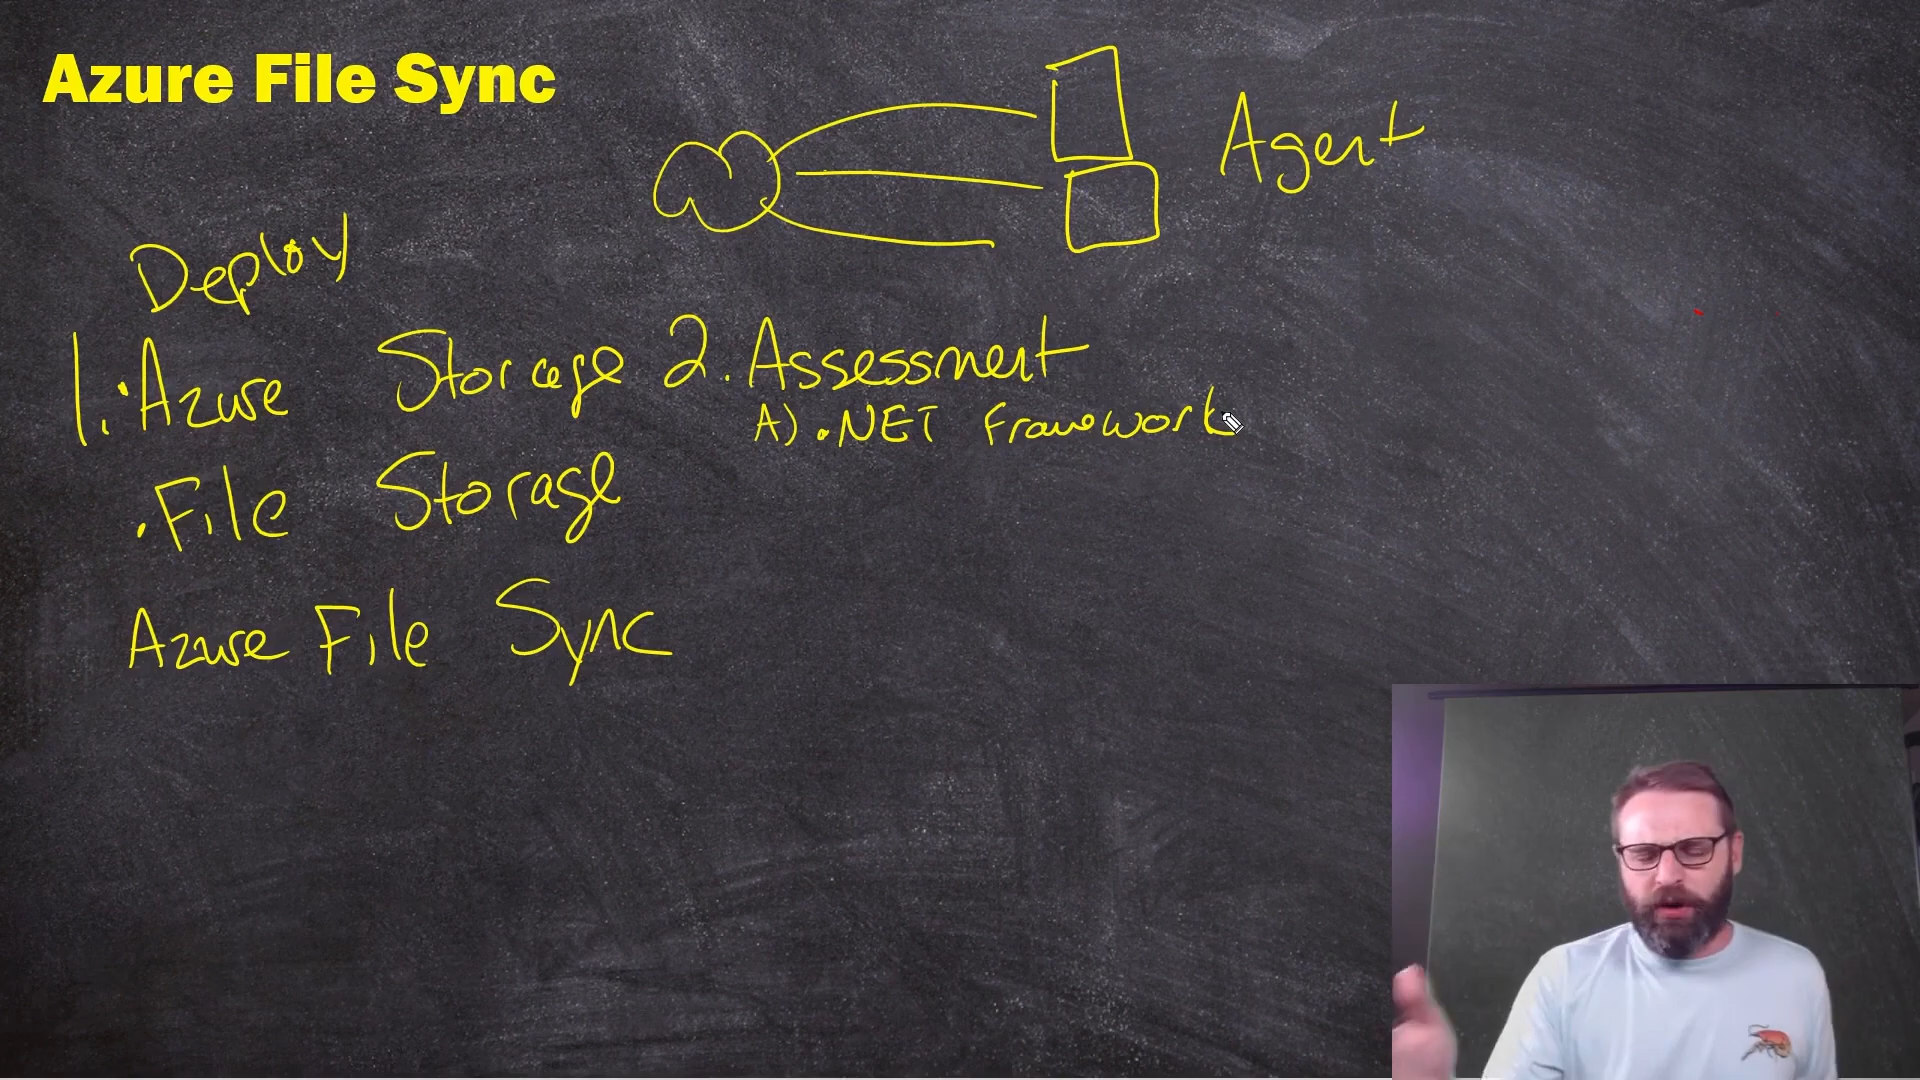 Azure File Sync
Agent
Deploy
1. Azure Storage
• File Storage
Azure File Sync
2. Assessment
A) .NET Framework